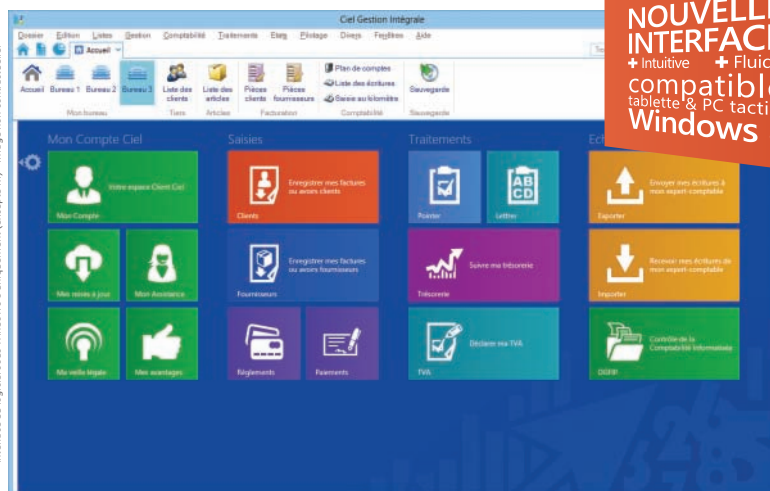 Ciel Gestion Intégrale
Dossier Edition Listes Gestion Comptabilité Traitements Etats Pilotage Divers Fenêtres Aide
Accueil
Accueil Bureau 1 Bureau 2 Bureau 3 Liste des clients Liste des articles Pièces clients Pièces fournisseurs
Plan de comptes
Liste des écritures
Saisie au kilomètre
Sauvegarde
Mon bureau Tiers Articles Facturation Comptabilité Sauvegarde
NOUVELL
INTERFAC
+ Intuitive + Fluid
compatible
tablette & PC tacti
Windows
Mon Compte Ciel Saisies Traitements
Votre espace Client Ciel
Mon Compte
Enregistrer mes factures
ou avoirs clients
Clients
Pointer
ABCD
Lettrer
Envoyer mes écritures à
mon expert-comptable
Exporter
Mes mises à jour
Mon Assistance
Enregistrer mes factures
ou avoirs fournisseurs
Fournisseurs
Suivre ma trésorerie
Trésorerie
Recevoir mes écritures de
mon expert-comptable
Importer
Ma veille légale
Mes avantages
Règlements
Paiements
Déclarer ma TVA
TVA
Contrôle de la
Comptabilité Informatisée
DGFIP